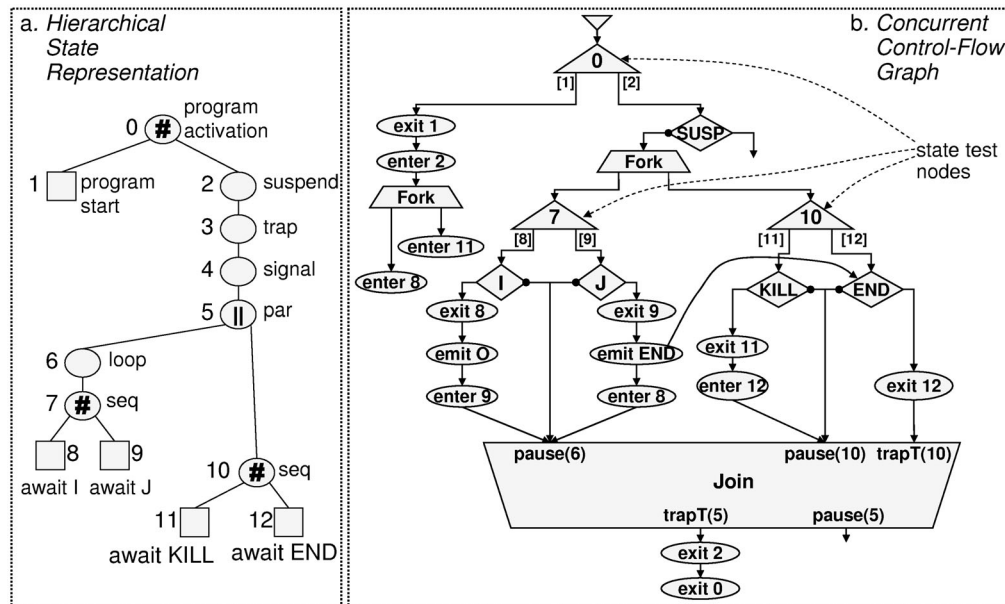 a. Hierarchical
State
Representation
0 # program
activation
1 program
start
2 suspend
3 trap
4 signal
5 || par
6 loop
7 # seq
8 9
await I await J
10 # seq
11 12
await KILL await END
b. Concurrent
Control-Flow
Graph
0
[1] [2]
exit 1
SUSP
enter 2
Fork
state test
nodes
Fork
7
10
enter 11
[8] [9]
[11] [12]
enter 8
I
J
KILL
END
exit 8
exit 9
emit O
emit END
exit 11
enter 9
enter 8
enter 12
exit 12
pause(6) pause(10) trapT(10)
Join
trapT(5) pause(5)
exit 2
exit 0